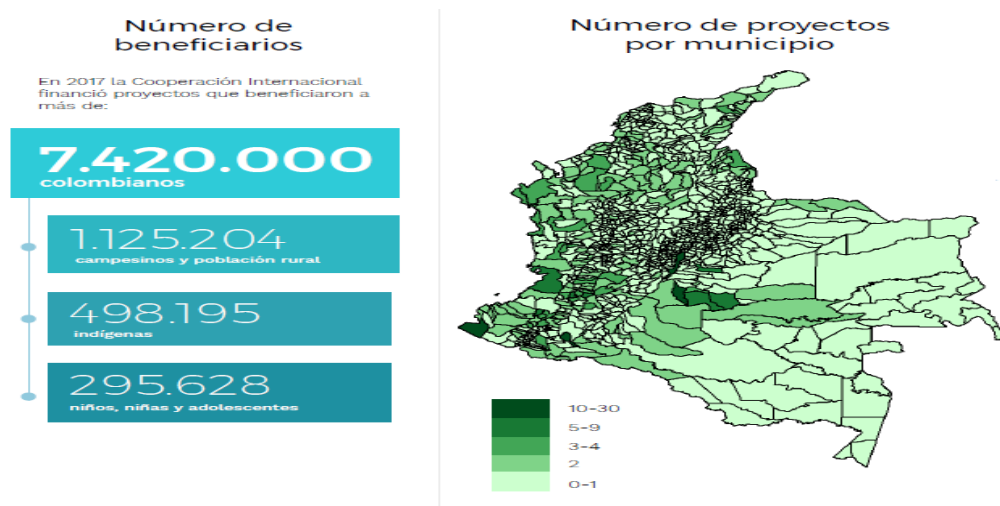 Número de
beneficiarios
En 2017 la Cooperación Internacional
financió proyectos que beneficiaron a
más de:
7.420.000
colombianos
1.125.204
campesinos y población rural
498.195
indígenas
295.628
niños, niñas y adolescentes
Número de proyectos
por municipio
10-30
5-9
3-4
2
0-1